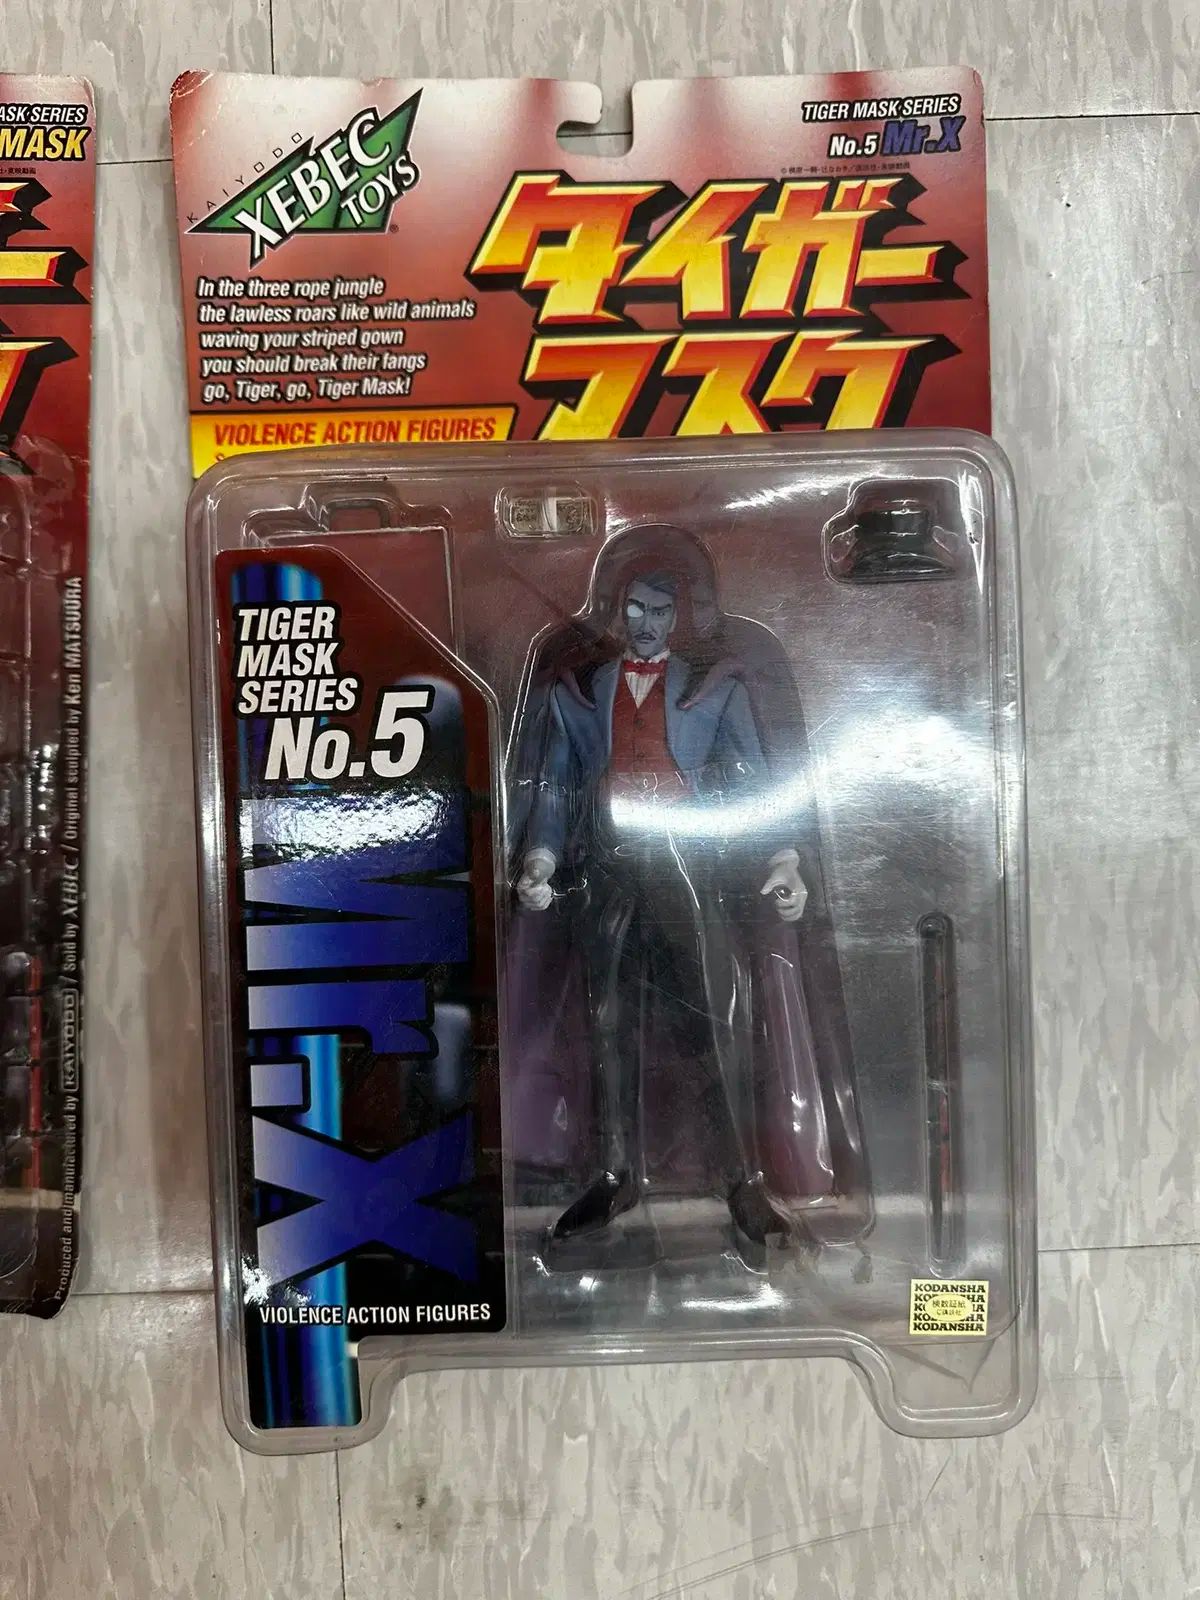 ASK SERIES
MASK
Original sculpted by Ken MATSUURA
Produced and manufactured by KAIYODO / Sold by XEBEC /
KAIYODO
XEBEC
TOYS
TIGER MASK SERIES
No.5 Mr.X
タイガー
マスク
In the three rope jungle
the lawless roars like wild animals
waving your striped gown
you should break their fangs
go, Tiger, go, Tiger Mask!
VIOLENCE ACTION FIGURES
TIGER
MASK
SERIES
No.5
Mr.X
VIOLENCE ACTION FIGURES
KODANSHA
KODANSHA